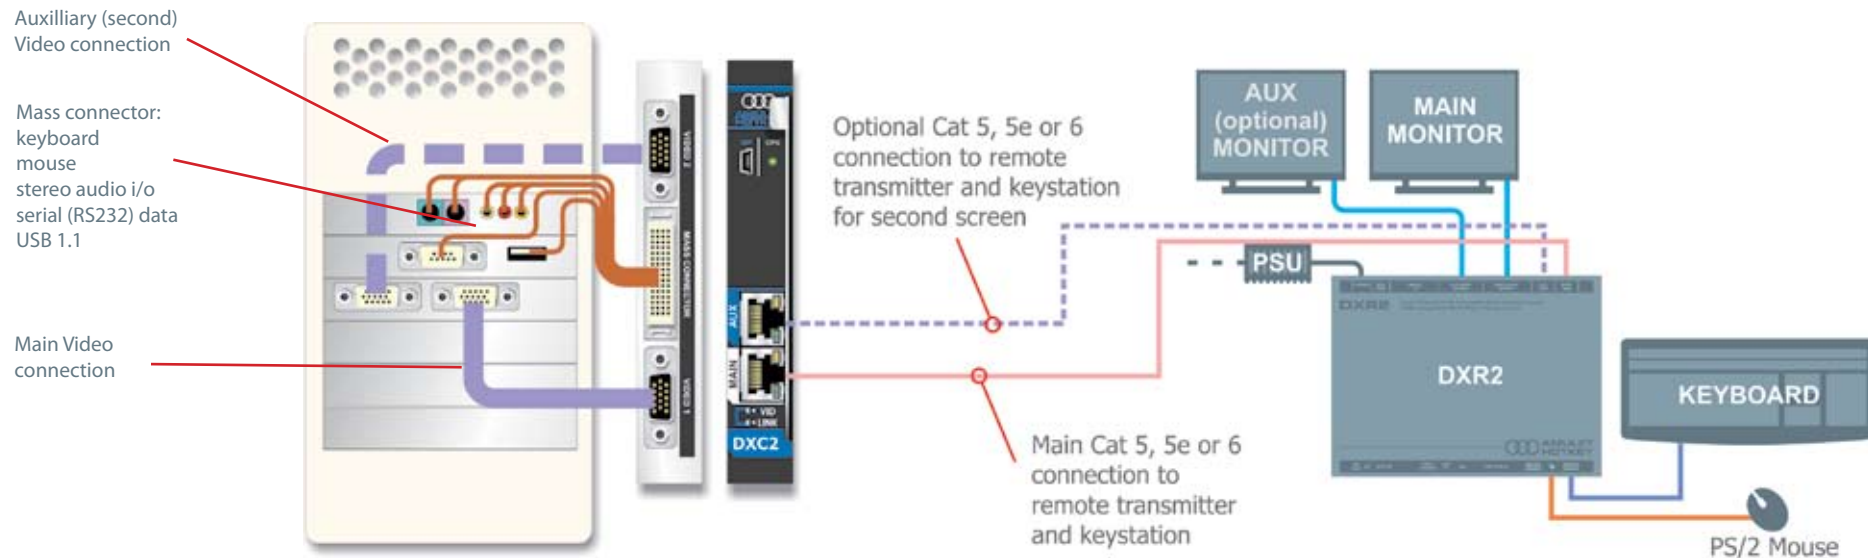 Auxilliary (second)
Video connection
Mass connector:
keyboard
mouse
stereo audio i/o
serial (RS232) data
USB 1.1
Main Video
connection
VIDEO 2
MASS CONNECTOR
VIDEO 1
AUX
MAIN
VID
LINK
DXC2
Optional Cat 5, 5e or 6
connection to remote
transmitter and keystation
for second screen
Main Cat 5, 5e or 6
connection to
remote transmitter
and keystation
AUX
(optional)
MONITOR
MAIN
MONITOR
PSU
DXR2
DXR2
KEYBOARD
PS/2 Mouse